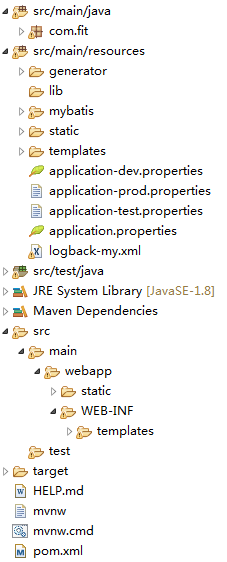 src/main/java
com.fit
src/main/resources
generator
lib
mybatis
static
templates
application-dev.properties
application-prod.properties
application-test.properties
application.properties
logback-my.xml
src/test/java
JRE System Library [JavaSE-1.8]
Maven Dependencies
src
main
webapp
static
WEB-INF
templates
test
target
HELP.md
mvnw
mvnw.cmd
pom.xml